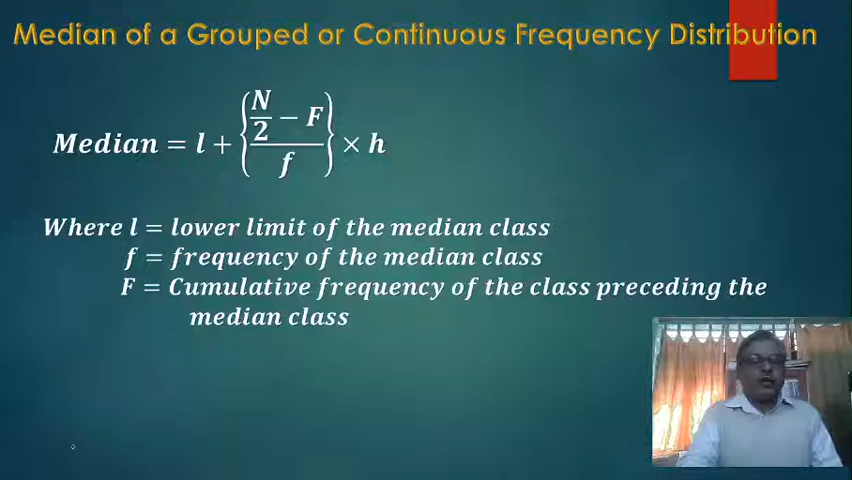 Median of a Grouped or Continuous Frequency Distribution
Median = l + {(N/2 − F)/f} × h
Where l = lower limit of the median class
f = frequency of the median class
F = Cumulative frequency of the class preceding the
median class